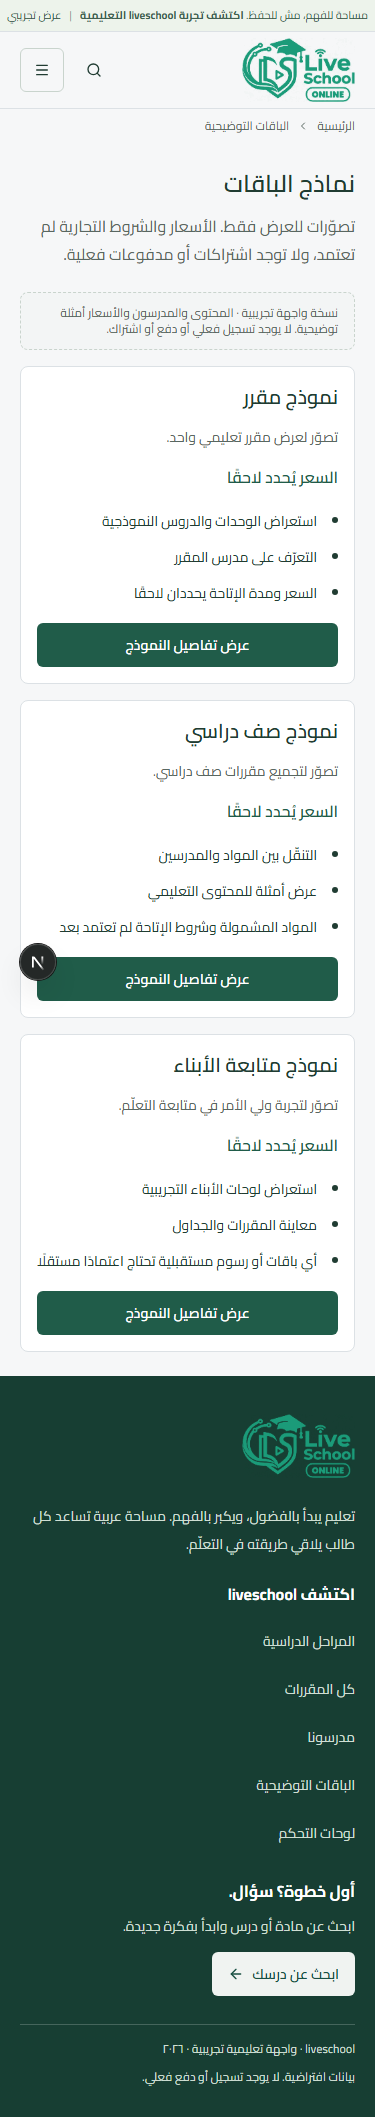 مساحة للفهم، مش للحفظ. اكتشف تجربة liveschool التعليمية | عرض تجريبي
Live School ONLINE
الرئيسية › الباقات التوضيحية
نماذج الباقات
تصوّرات للعرض فقط. الأسعار والشروط التجارية لم
تعتمد، ولا توجد اشتراكات أو مدفوعات فعلية.
نسخة واجهة تجريبية · المحتوى والمدرسون والأسعار أمثلة
توضيحية. لا يوجد تسجيل فعلي أو دفع أو اشتراك.
نموذج مقرر
تصوّر لعرض مقرر تعليمي واحد.
السعر يُحدد لاحقًا
• استعراض الوحدات والدروس النموذجية
• التعرّف على مدرس المقرر
• السعر ومدة الإتاحة يحددان لاحقًا
عرض تفاصيل النموذج
نموذج صف دراسي
تصوّر لتجميع مقررات صف دراسي.
السعر يُحدد لاحقًا
• التنقّل بين المواد والمدرسين
• عرض أمثلة للمحتوى التعليمي
• المواد المشمولة وشروط الإتاحة لم تعتمد بعد
عرض تفاصيل النموذج
N
نموذج متابعة الأبناء
تصوّر لتجربة ولي الأمر في متابعة التعلّم.
السعر يُحدد لاحقًا
• استعراض لوحات الأبناء التجريبية
• معاينة المقررات والجداول
• أي باقات أو رسوم مستقبلية تحتاج اعتمادًا مستقلًا
عرض تفاصيل النموذج
Live School ONLINE
تعليم يبدأ بالفضول، ويكبر بالفهم. مساحة عربية تساعد كل
طالب يلاقي طريقته في التعلّم.
اكتشف liveschool
المراحل الدراسية
كل المقررات
مدرسونا
الباقات التوضيحية
لوحات التحكم
أول خطوة؟ سؤال.
ابحث عن مادة أو درس وابدأ بفكرة جديدة.
ابحث عن درسك
liveschool · واجهة تعليمية تجريبية · ٢٠٢٦
بيانات افتراضية. لا يوجد تسجيل أو دفع فعلي.